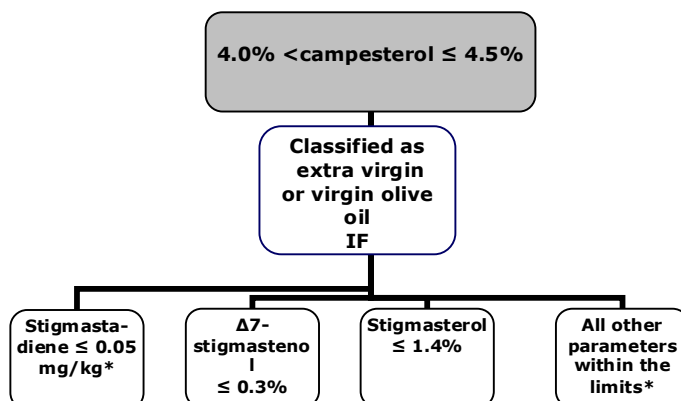 4.0% <campesterol ≤ 4.5%
Classified as
extra virgin
or virgin olive
oil
IF
Stigmasta-
diene ≤ 0.05
mg/kg*
Δ7-
stigmasteno
l
≤ 0.3%
Stigmasterol
≤ 1.4%
All other
parameters
within the
limits*